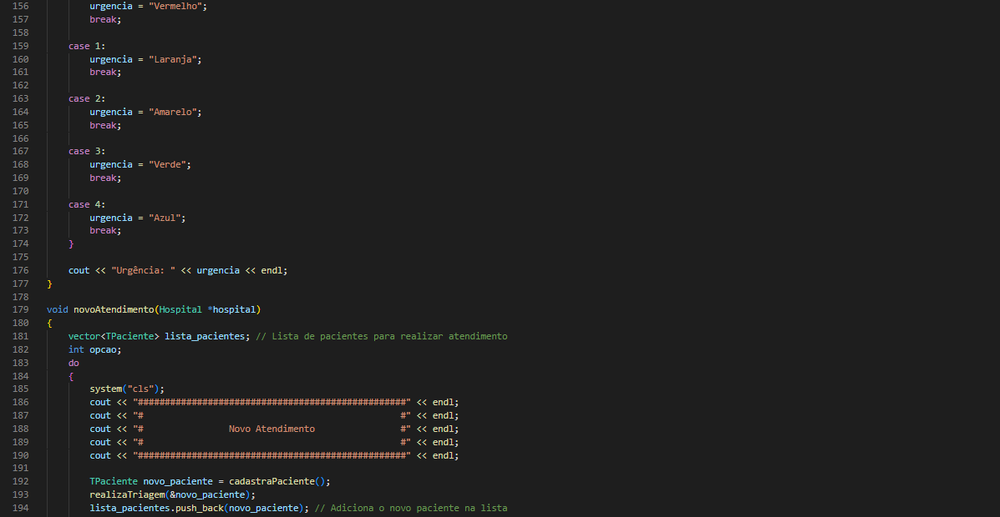 156 urgencia = "Vermelho";
157 break;
158
159 case 1:
160 urgencia = "Laranja";
161 break;
162
163 case 2:
164 urgencia = "Amarelo";
165 break;
166
167 case 3:
168 urgencia = "Verde";
169 break;
170
171 case 4:
172 urgencia = "Azul";
173 break;
174 }
175
176 cout << "Urgência: " << urgencia << endl;
177 }
178
179 void novoAtendimento(Hospital *hospital)
180 {
181 vector<TPaciente> lista_pacientes; // Lista de pacientes para realizar atendimento
182 int opcao;
183 do
184 {
185 system("cls");
186 cout << "##################################################" << endl;
187 cout << "#                                                #" << endl;
188 cout << "#                Novo Atendimento                #" << endl;
189 cout << "#                                                #" << endl;
190 cout << "##################################################" << endl;
191
192 TPaciente novo_paciente = cadastraPaciente();
193 realizaTriagem(&novo_paciente);
194 lista_pacientes.push_back(novo_paciente); // Adiciona o novo paciente na lista